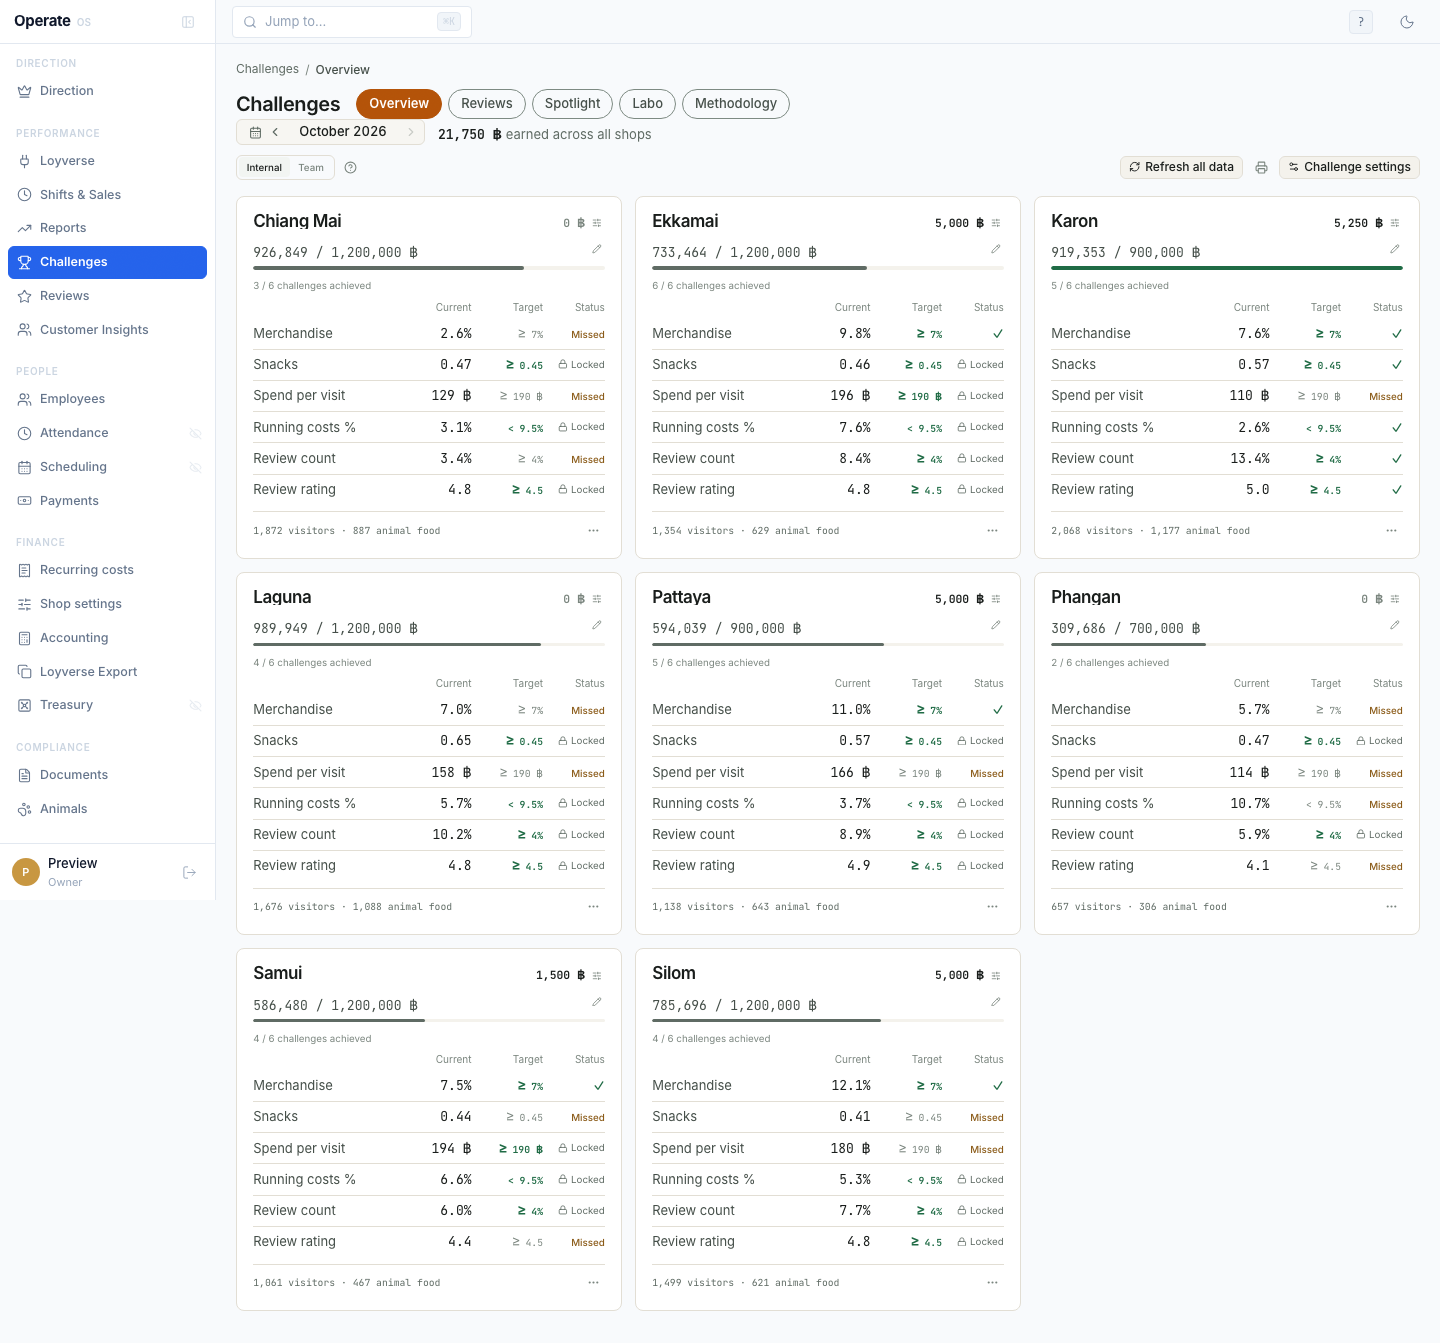 Operate OS
Jump to... ⌘K
?
DIRECTION
Direction
PERFORMANCE
Loyverse
Shifts & Sales
Reports
Challenges
Reviews
Customer Insights
PEOPLE
Employees
Attendance
Scheduling
Payments
FINANCE
Recurring costs
Shop settings
Accounting
Loyverse Export
Treasury
COMPLIANCE
Documents
Animals
P
Preview
Owner
Challenges / Overview
Challenges Overview Reviews Spotlight Labo Methodology
October 2026 21,750 ฿ earned across all shops
Internal Team Refresh all data Challenge settings
Chiang Mai 0 ฿
926,849 / 1,200,000 ฿
3 / 6 challenges achieved
Current Target Status
Merchandise 2.6% ≥ 7% Missed
Snacks 0.47 ≥ 0.45 Locked
Spend per visit 129 ฿ ≥ 190 ฿ Missed
Running costs % 3.1% < 9.5% Locked
Review count 3.4% ≥ 4% Missed
Review rating 4.8 ≥ 4.5 Locked
1,872 visitors · 887 animal food
Ekkamai 5,000 ฿
733,464 / 1,200,000 ฿
6 / 6 challenges achieved
Current Target Status
Merchandise 9.8% ≥ 7% ✓
Snacks 0.46 ≥ 0.45 Locked
Spend per visit 196 ฿ ≥ 190 ฿ Locked
Running costs % 7.6% < 9.5% Locked
Review count 8.4% ≥ 4% Locked
Review rating 4.8 ≥ 4.5 Locked
1,354 visitors · 629 animal food
Karon 5,250 ฿
919,353 / 900,000 ฿
5 / 6 challenges achieved
Current Target Status
Merchandise 7.6% ≥ 7% ✓
Snacks 0.57 ≥ 0.45 ✓
Spend per visit 110 ฿ ≥ 190 ฿ Missed
Running costs % 2.6% < 9.5% ✓
Review count 13.4% ≥ 4% ✓
Review rating 5.0 ≥ 4.5 ✓
2,068 visitors · 1,177 animal food
Laguna 0 ฿
989,949 / 1,200,000 ฿
4 / 6 challenges achieved
Current Target Status
Merchandise 7.0% ≥ 7% Missed
Snacks 0.65 ≥ 0.45 Locked
Spend per visit 158 ฿ ≥ 190 ฿ Missed
Running costs % 5.7% < 9.5% Locked
Review count 10.2% ≥ 4% Locked
Review rating 4.8 ≥ 4.5 Locked
1,676 visitors · 1,088 animal food
Pattaya 5,000 ฿
594,039 / 900,000 ฿
5 / 6 challenges achieved
Current Target Status
Merchandise 11.0% ≥ 7% ✓
Snacks 0.57 ≥ 0.45 Locked
Spend per visit 166 ฿ ≥ 190 ฿ Missed
Running costs % 3.7% < 9.5% Locked
Review count 8.9% ≥ 4% Locked
Review rating 4.9 ≥ 4.5 Locked
1,138 visitors · 643 animal food
Phangan 0 ฿
309,686 / 700,000 ฿
2 / 6 challenges achieved
Current Target Status
Merchandise 5.7% ≥ 7% Missed
Snacks 0.47 ≥ 0.45 Locked
Spend per visit 114 ฿ ≥ 190 ฿ Missed
Running costs % 10.7% < 9.5% Missed
Review count 5.9% ≥ 4% Locked
Review rating 4.1 ≥ 4.5 Missed
657 visitors · 306 animal food
Samui 1,500 ฿
586,480 / 1,200,000 ฿
4 / 6 challenges achieved
Current Target Status
Merchandise 7.5% ≥ 7% ✓
Snacks 0.44 ≥ 0.45 Missed
Spend per visit 194 ฿ ≥ 190 ฿ Locked
Running costs % 6.6% < 9.5% Locked
Review count 6.0% ≥ 4% Locked
Review rating 4.4 ≥ 4.5 Missed
1,061 visitors · 467 animal food
Silom 5,000 ฿
785,696 / 1,200,000 ฿
4 / 6 challenges achieved
Current Target Status
Merchandise 12.1% ≥ 7% ✓
Snacks 0.41 ≥ 0.45 Missed
Spend per visit 180 ฿ ≥ 190 ฿ Missed
Running costs % 5.3% < 9.5% Locked
Review count 7.7% ≥ 4% Locked
Review rating 4.8 ≥ 4.5 Locked
1,499 visitors · 621 animal food